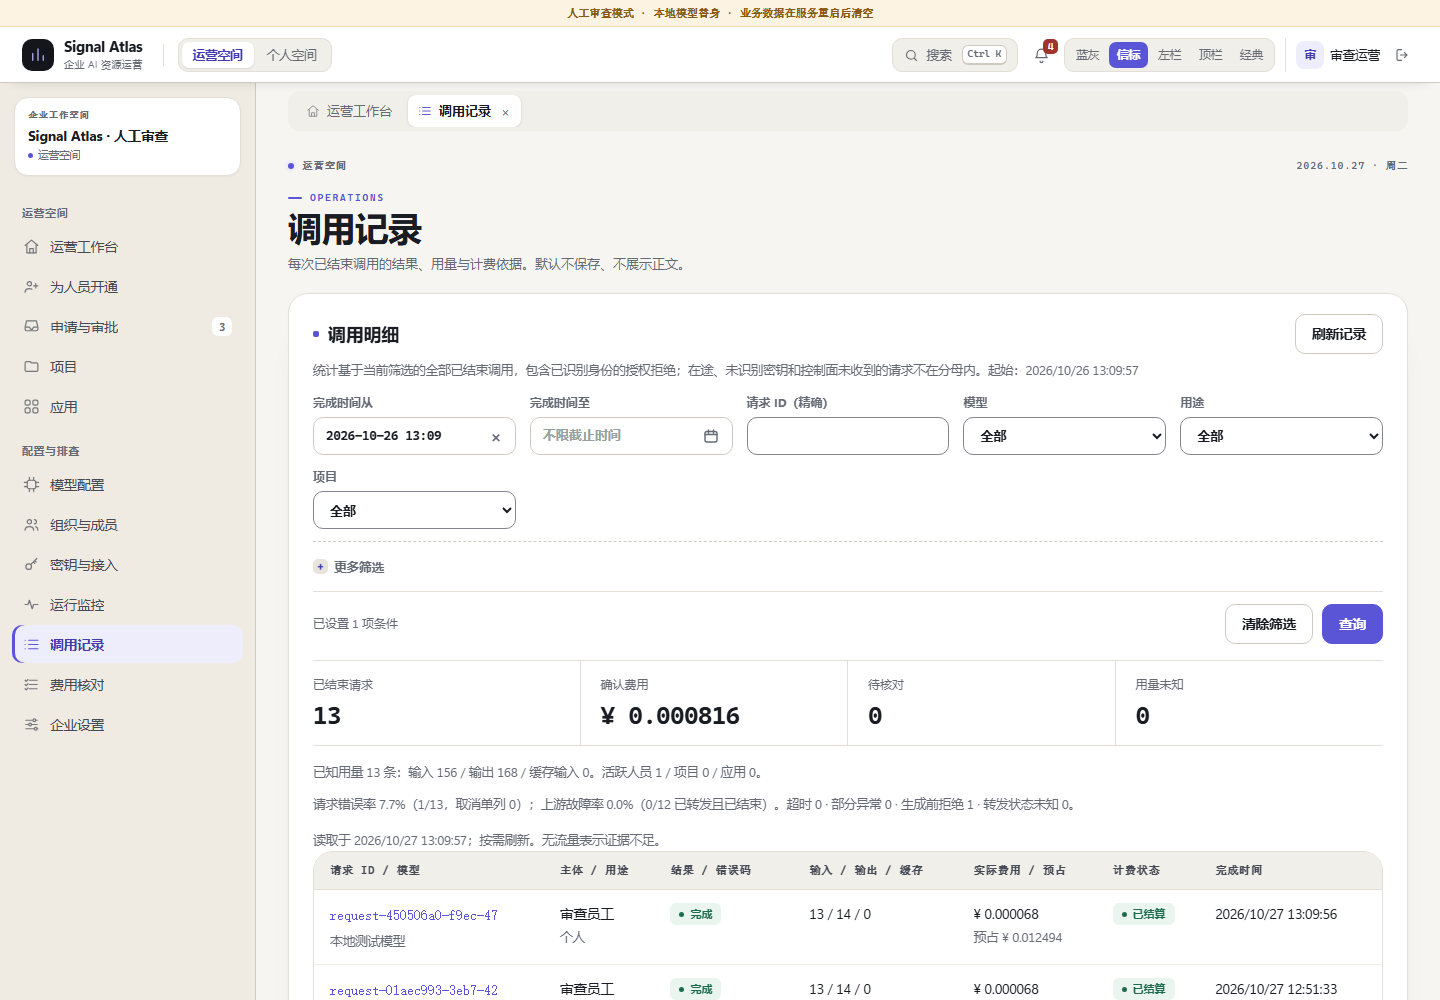 人工审查模式 · 本地模型替身 · 业务数据在服务重启后清空
Signal Atlas
企业 AI 资源运营
运营空间
个人空间
搜索
Ctrl K
4
蓝灰
信标
左栏
顶栏
经典
审
审查运营
企业工作空间
Signal Atlas · 人工审查
运营空间
运营空间
运营工作台
为人员开通
申请与审批
3
项目
应用
配置与排查
模型配置
组织与成员
密钥与接入
运行监控
调用记录
费用核对
企业设置
运营工作台
调用记录 ×
运营空间
2026.10.27 · 周二
OPERATIONS
调用记录
每次已结束调用的结果、用量与计费依据。默认不保存、不展示正文。
调用明细
刷新记录
统计基于当前筛选的全部已结束调用，包含已识别身份的授权拒绝；在途、未识别密钥和控制面未收到的请求不在分母内。起始：2026/10/26 13:09:57
完成时间从
完成时间至
请求 ID（精确）
模型
用途
2026-10-26 13:09 ×
不限截止时间
全部
全部
项目
全部
+ 更多筛选
已设置 1 项条件
清除筛选
查询
已结束请求
确认费用
待核对
用量未知
13
¥ 0.000816
0
0
已知用量 13 条：输入 156 / 输出 168 / 缓存输入 0。活跃人员 1 / 项目 0 / 应用 0。
请求错误率 7.7%（1/13，取消单列 0）；上游故障率 0.0%（0/12 已转发且已结束）。超时 0 · 部分异常 0 · 生成前拒绝 1 · 转发状态未知 0。
读取于 2026/10/27 13:09:57；按需刷新。无流量表示证据不足。
请求 ID / 模型
主体 / 用途
结果 / 错误码
输入 / 输出 / 缓存
实际费用 / 预占
计费状态
完成时间
request-450506a0-f9ec-47
审查员工
完成
13 / 14 / 0
¥ 0.000068
已结算
2026/10/27 13:09:56
本地测试模型
个人
预占 ¥ 0.012494
request-01aec993-3eb7-42
审查员工
完成
13 / 14 / 0
¥ 0.000068
已结算
2026/10/27 12:51:33